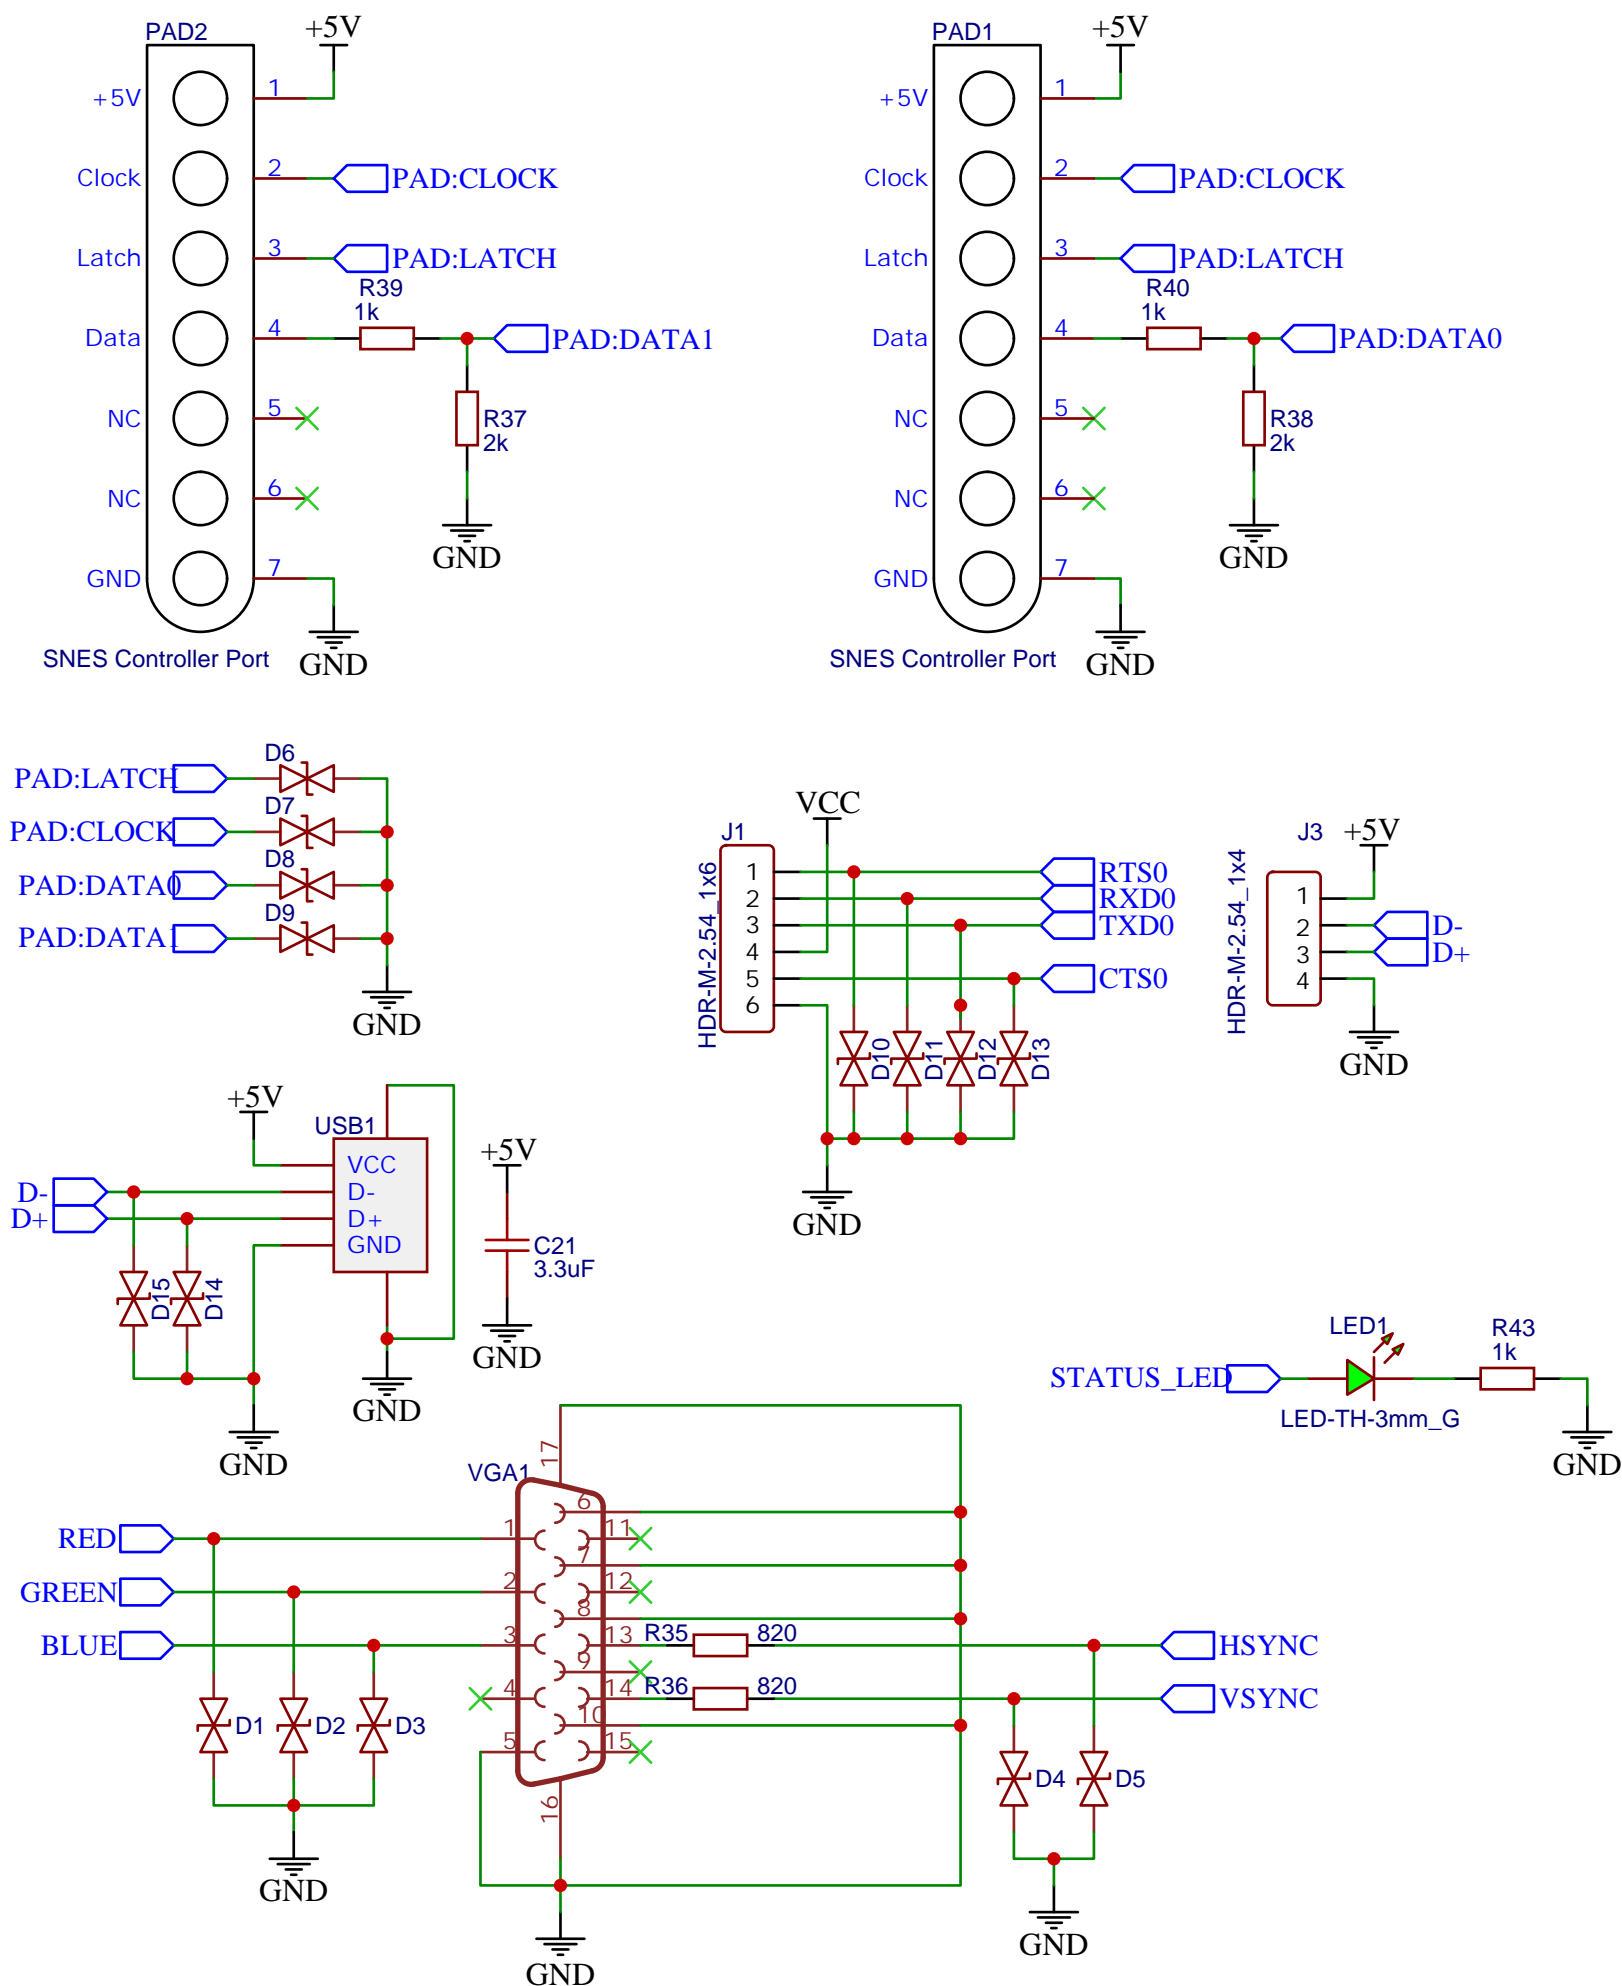 PAD2
+5V
+5V
1
Clock
2
PAD:CLOCK
Latch
3
PAD:LATCH
R39
1k
Data
4
PAD:DATA1
NC
5
R37
2k
NC
6
GND
GND
7
SNES Controller Port
GND
PAD1
+5V
+5V
1
Clock
2
PAD:CLOCK
Latch
3
PAD:LATCH
R40
1k
Data
4
PAD:DATA0
NC
5
R38
2k
NC
6
GND
GND
7
SNES Controller Port
GND
D6
PAD:LATCH
D7
PAD:CLOCK
D8
PAD:DATA0
D9
PAD:DATA1
GND
VCC
J1
HDR-M-2.54_1x6
1
RTS0
2
RXD0
3
TXD0
4
5
CTS0
6
D10
D11
D12
D13
GND
J3
+5V
HDR-M-2.54_1x4
1
2
D-
3
D+
4
GND
+5V
USB1
VCC
D-
D-
D+
D+
GND
D15
D14
GND
GND
+5V
C21
3.3uF
GND
LED1
R43
1k
STATUS_LED
LED-TH-3mm_G
GND
VGA1
17
6
RED
1
11
7
GREEN
2
12
8
BLUE
3
13
R35
820
HSYNC
9
4
14
R36
820
VSYNC
10
5
15
16
D1
D2
D3
D4
D5
GND
GND
GND